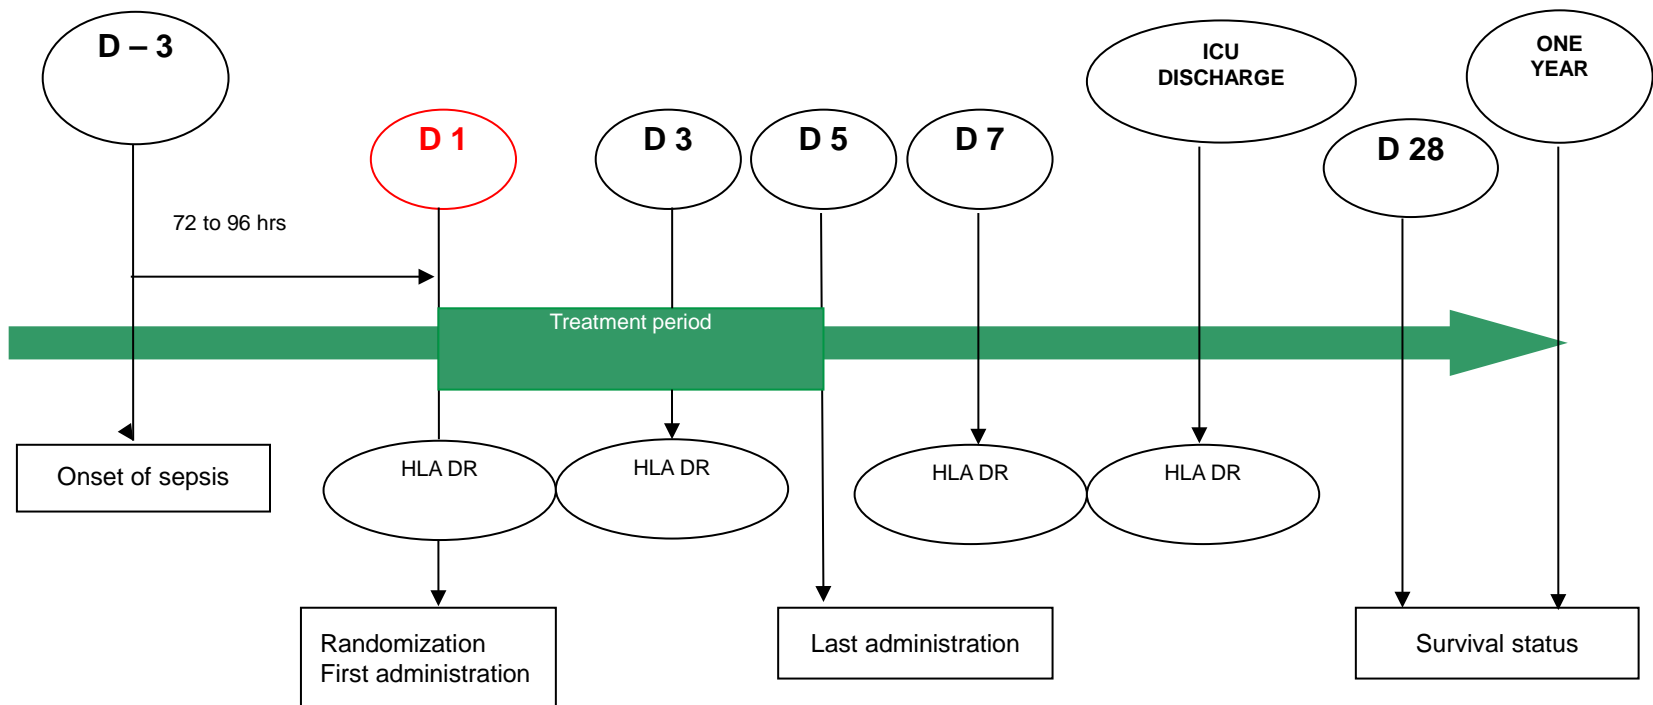 D – 3
ICU
DISCHARGE
ONE
YEAR
D 1
D 3
D 5
D 7
D 28
72 to 96 hrs
Treatment period
Onset of sepsis
HLA DR
HLA DR
HLA DR
HLA DR
Randomization
First administration
Last administration
Survival status